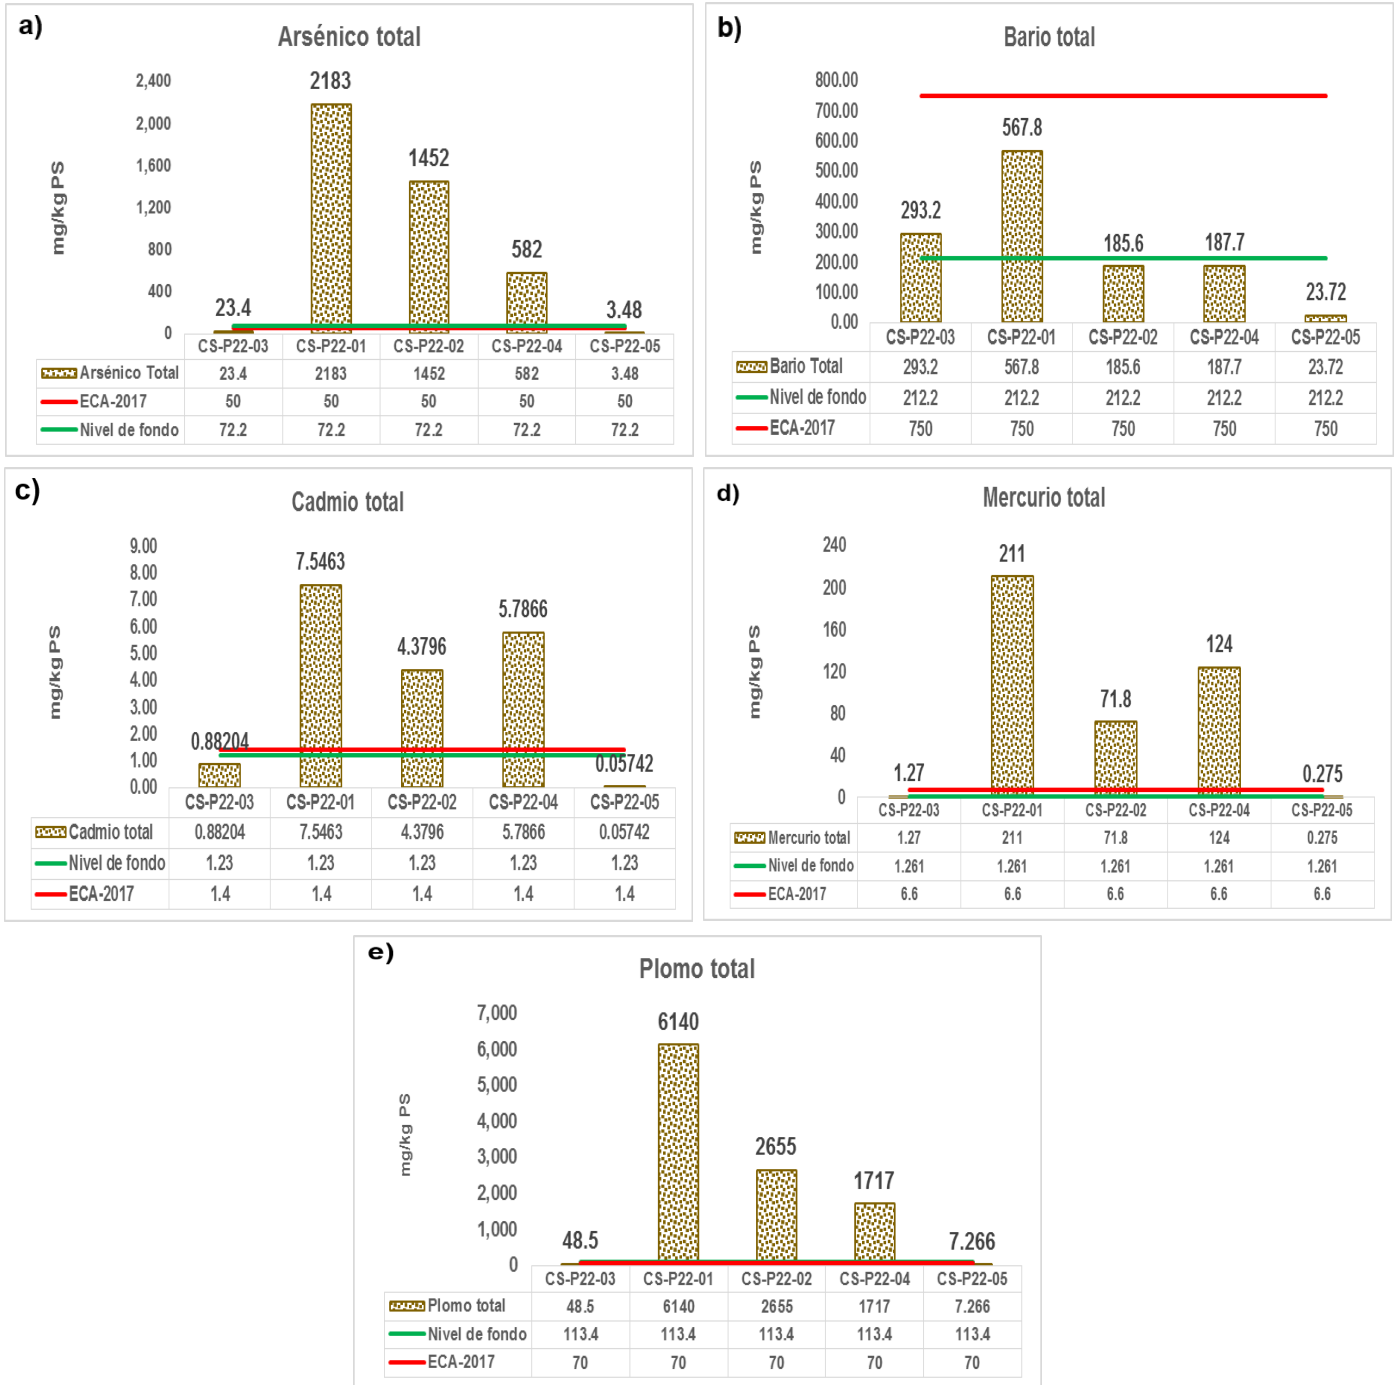 a)
Arsénico total
2,400
2,000
1,600
1,200
800
400
0
mg/kg PS
2183
1452
582
23.4
3.48
CS-P22-03 CS-P22-01 CS-P22-02 CS-P22-04 CS-P22-05
Arsénico Total 23.4 2183 1452 582 3.48
ECA-2017 50 50 50 50 50
Nivel de fondo 72.2 72.2 72.2 72.2 72.2
b)
Bario total
800.00
700.00
600.00
500.00
400.00
300.00
200.00
100.00
0.00
mg/kg PS
567.8
293.2
185.6
187.7
23.72
CS-P22-03 CS-P22-01 CS-P22-02 CS-P22-04 CS-P22-05
Bario Total 293.2 567.8 185.6 187.7 23.72
Nivel de fondo 212.2 212.2 212.2 212.2 212.2
ECA-2017 750 750 750 750 750
c)
Cadmio total
9.00
8.00
7.00
6.00
5.00
4.00
3.00
2.00
1.00
0.00
mg/kg PS
7.5463
5.7866
4.3796
0.88204
0.05742
CS-P22-03 CS-P22-01 CS-P22-02 CS-P22-04 CS-P22-05
Cadmio total 0.88204 7.5463 4.3796 5.7866 0.05742
Nivel de fondo 1.23 1.23 1.23 1.23 1.23
ECA-2017 1.4 1.4 1.4 1.4 1.4
d)
Mercurio total
240
200
160
120
80
40
0
mg/kg PS
211
124
71.8
1.27
0.275
CS-P22-03 CS-P22-01 CS-P22-02 CS-P22-04 CS-P22-05
Mercurio total 1.27 211 71.8 124 0.275
Nivel de fondo 1.261 1.261 1.261 1.261 1.261
ECA-2017 6.6 6.6 6.6 6.6 6.6
e)
Plomo total
7,000
6,000
5,000
4,000
3,000
2,000
1,000
0
mg/kg PS
6140
2655
1717
48.5
7.266
CS-P22-03 CS-P22-01 CS-P22-02 CS-P22-04 CS-P22-05
Plomo total 48.5 6140 2655 1717 7.266
Nivel de fondo 113.4 113.4 113.4 113.4 113.4
ECA-2017 70 70 70 70 70